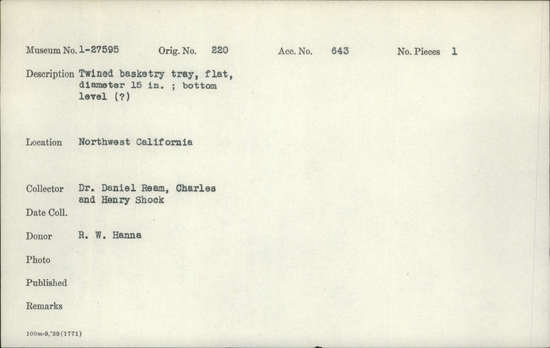 Museum No. 1-27595 Orig. No. 220 Acc. No. 643 No. Pieces 1
Description Twined basketry tray, flat,
diameter 15 in. ; bottom
level (?)
Location Northwest California
Collector Dr. Daniel Ream, Charles
and Henry Shock
Date Coll.
Donor R. W. Hanna
Photo
Published
Remarks
100m-9,'39(1771)